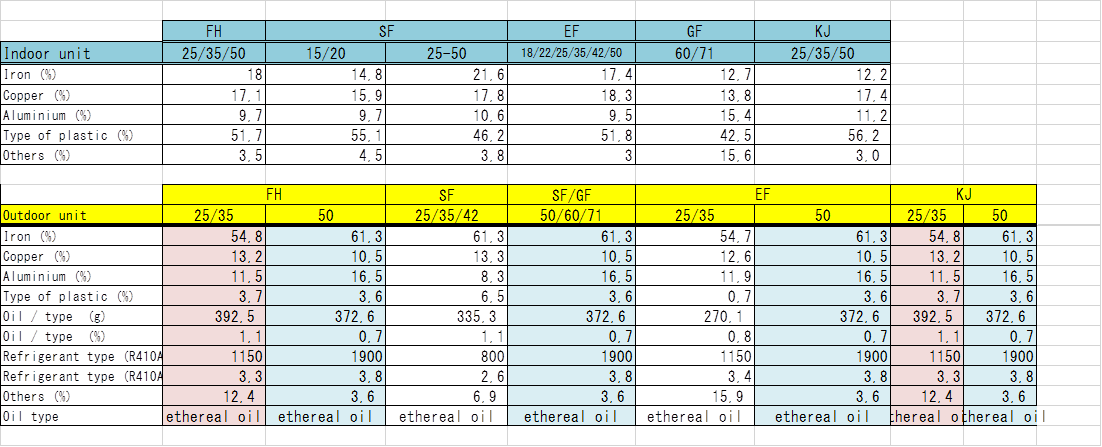 FH SF EF GF KJ
Indoor unit 25/35/50 15/20 25-50 18/22/25/35/42/50 60/71 25/35/50
Iron (%) 18 14.8 21.6 17.4 12.7 12.2
Copper (%) 17.1 15.9 17.8 18.3 13.8 17.4
Aluminium (%) 9.7 9.7 10.6 9.5 15.4 11.2
Type of plastic (%) 51.7 55.1 46.2 51.8 42.5 56.2
Others (%) 3.5 4.5 3.8 3 15.6 3.0
FH SF SF/GF EF KJ
Outdoor unit 25/35 50 25/35/42 50/60/71 25/35 50 25/35 50
Iron (%) 54.8 61.3 61.3 61.3 54.7 61.3 54.8 61.3
Copper (%) 13.2 10.5 13.3 10.5 12.6 10.5 13.2 10.5
Aluminium (%) 11.5 16.5 8.3 16.5 11.9 16.5 11.5 16.5
Type of plastic (%) 3.7 3.6 6.5 3.6 0.7 3.6 3.7 3.6
Oil / type (g) 392.5 372.6 335.3 372.6 270.1 372.6 392.5 372.6
Oil / type (%) 1.1 0.7 1.1 0.7 0.8 0.7 1.1 0.7
Refrigerant type (R410A 1150 1900 800 1900 1150 1900 1150 1900
Refrigerant type (R410A 3.3 3.8 2.6 3.8 3.4 3.8 3.3 3.8
Others (%) 12.4 3.6 6.9 3.6 15.9 3.6 12.4 3.6
Oil type ethereal oil ethereal oil ethereal oil ethereal oil ethereal oil ethereal oil thereal o thereal oil